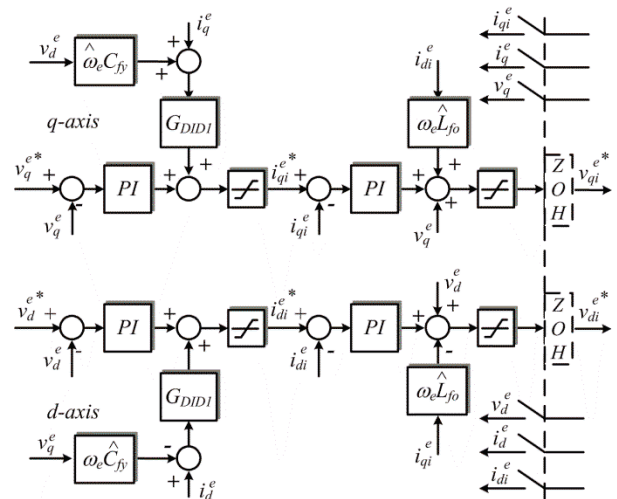 i_q^e
v_d^e
ω̂_e C_fy
+
+
i_qi^e
i_q^e
v_q^e
i_di^e
q-axis
G_DID1
ω_e L̂_fo
v_q^e* + - PI + + i_qi^e* + - PI + + + Z O H v_qi^e*
v_q^e
i_qi^e
v_q^e
v_d^e
v_d^e* + - PI + + i_di^e* + - PI + + - Z O H v_di^e*
v_d^e
i_di^e
G_DID1
ω_e L̂_fo
d-axis
v_q^e
ω_e Ĉ_fy
-
+
i_d^e
i_qi^e
v_d^e
i_d^e
i_di^e